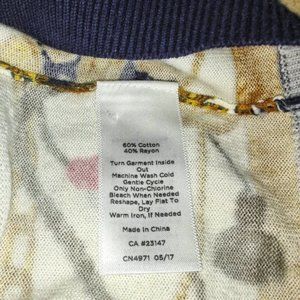 60% Cotton
40% Rayon
Turn Garment Inside
Out
Machine Wash Cold
Gentle Cycle
Only Non-Chlorine
Bleach When Needed
Reshape, Lay Flat To
Dry
Warm Iron, If Needed
Made in China
CA #23147
CN4971 05/17